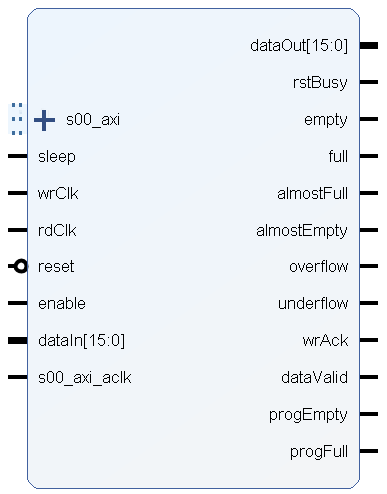 dataOut[15:0]
rstBusy
s00_axi
empty
sleep
full
wrClk
almostFull
rdClk
almostEmpty
reset
overflow
enable
underflow
dataIn[15:0]
wrAck
s00_axi_aclk
dataValid
progEmpty
progFull